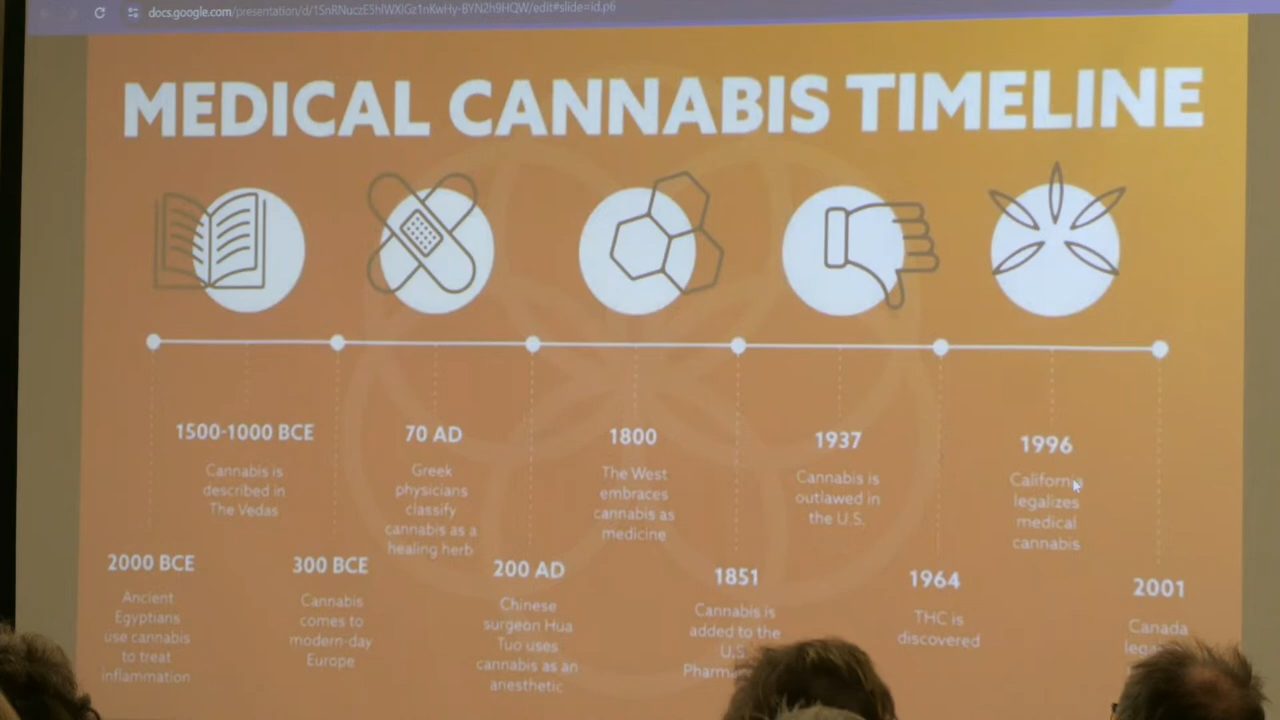 docs.google.com/presentation/d/1SnRNuczE5hlWXiGz1nKwHy-BYN2h9HQW/edit#slide=id.p6
MEDICAL CANNABIS TIMELINE
2000 BCE
Ancient
Egyptians
use cannabis
to treat
inflammation
1500-1000 BCE
Cannabis is
described in
The Vedas
300 BCE
Cannabis
comes to
modern-day
Europe
70 AD
Greek
physicians
classify
cannabis as a
healing herb
200 AD
Chinese
surgeon Hua
Tuo uses
cannabis as an
anesthetic
1800
The West
embraces
cannabis as
medicine
1851
Cannabis is
added to the
U.S.
1937
Cannabis is
outlawed in
the U.S.
1964
THC is
discovered
1996
California
legalizes
medical
cannabis
2001
Canada